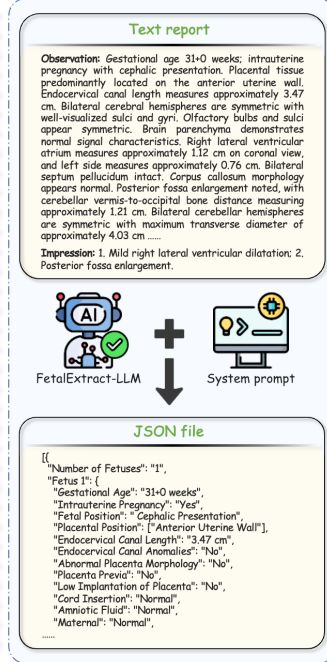 Text report
Observation: Gestational age 31+0 weeks; intrauterine
pregnancy with cephalic presentation. Placental tissue
predominantly located on the anterior uterine wall.
Endocervical canal length measures approximately 3.47
cm. Bilateral cerebral hemispheres are symmetric with
well-visualized sulci and gyri. Olfactory bulbs and sulci
appear symmetric. Brain parenchyma demonstrates
normal signal characteristics. Right lateral ventricular
atrium measures approximately 1.12 cm on coronal view,
and left side measures approximately 0.76 cm. Bilateral
septum pellucidum intact. Corpus callosum morphology
appears normal. Posterior fossa enlargement noted, with
cerebellar vermis-to-occipital bone distance measuring
approximately 1.21 cm. Bilateral cerebellar hemispheres
are symmetric with maximum transverse diameter of
approximately 4.03 cm ......
Impression: 1. Mild right lateral ventricular dilatation; 2.
Posterior fossa enlargement.
AI
FetalExtract-LLM
System prompt
JSON file
[{
"Number of Fetuses": "1",
"Fetus 1": {
"Gestational Age": "31+0 weeks",
"Intrauterine Pregnancy": "Yes",
"Fetal Position": " Cephalic Presentation",
"Placental Position": ["Anterior Uterine Wall"],
"Endocervical Canal Length": "3.47 cm",
"Endocervical Canal Anomalies": "No",
"Abnormal Placenta Morphology": "No",
"Placenta Previa": "No",
"Low Implantation of Placenta": "No",
"Cord Insertion": "Normal",
"Amniotic Fluid": "Normal",
"Maternal": "Normal",
......